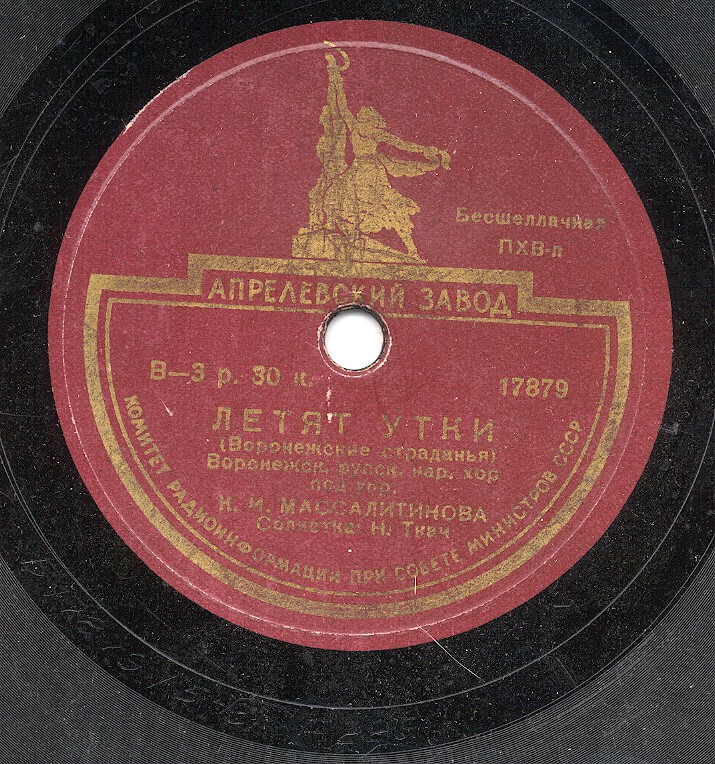 Бесшеллачная
ПХВ-п
АПРЕЛЕВСКИЙ ЗАВОД
В—3 р. 30 к.
17879
ЛЕТЯТ УТКИ
(Воронежские страданья)
Воронежск. русск. нар. хор
под упр.
К. И. МАССАЛИТИНОВА
Солистка: Н. Ткач
КОМИТЕТ РАДИОИНФОРМАЦИИ ПРИ СОВЕТЕ МИНИСТРОВ СССР